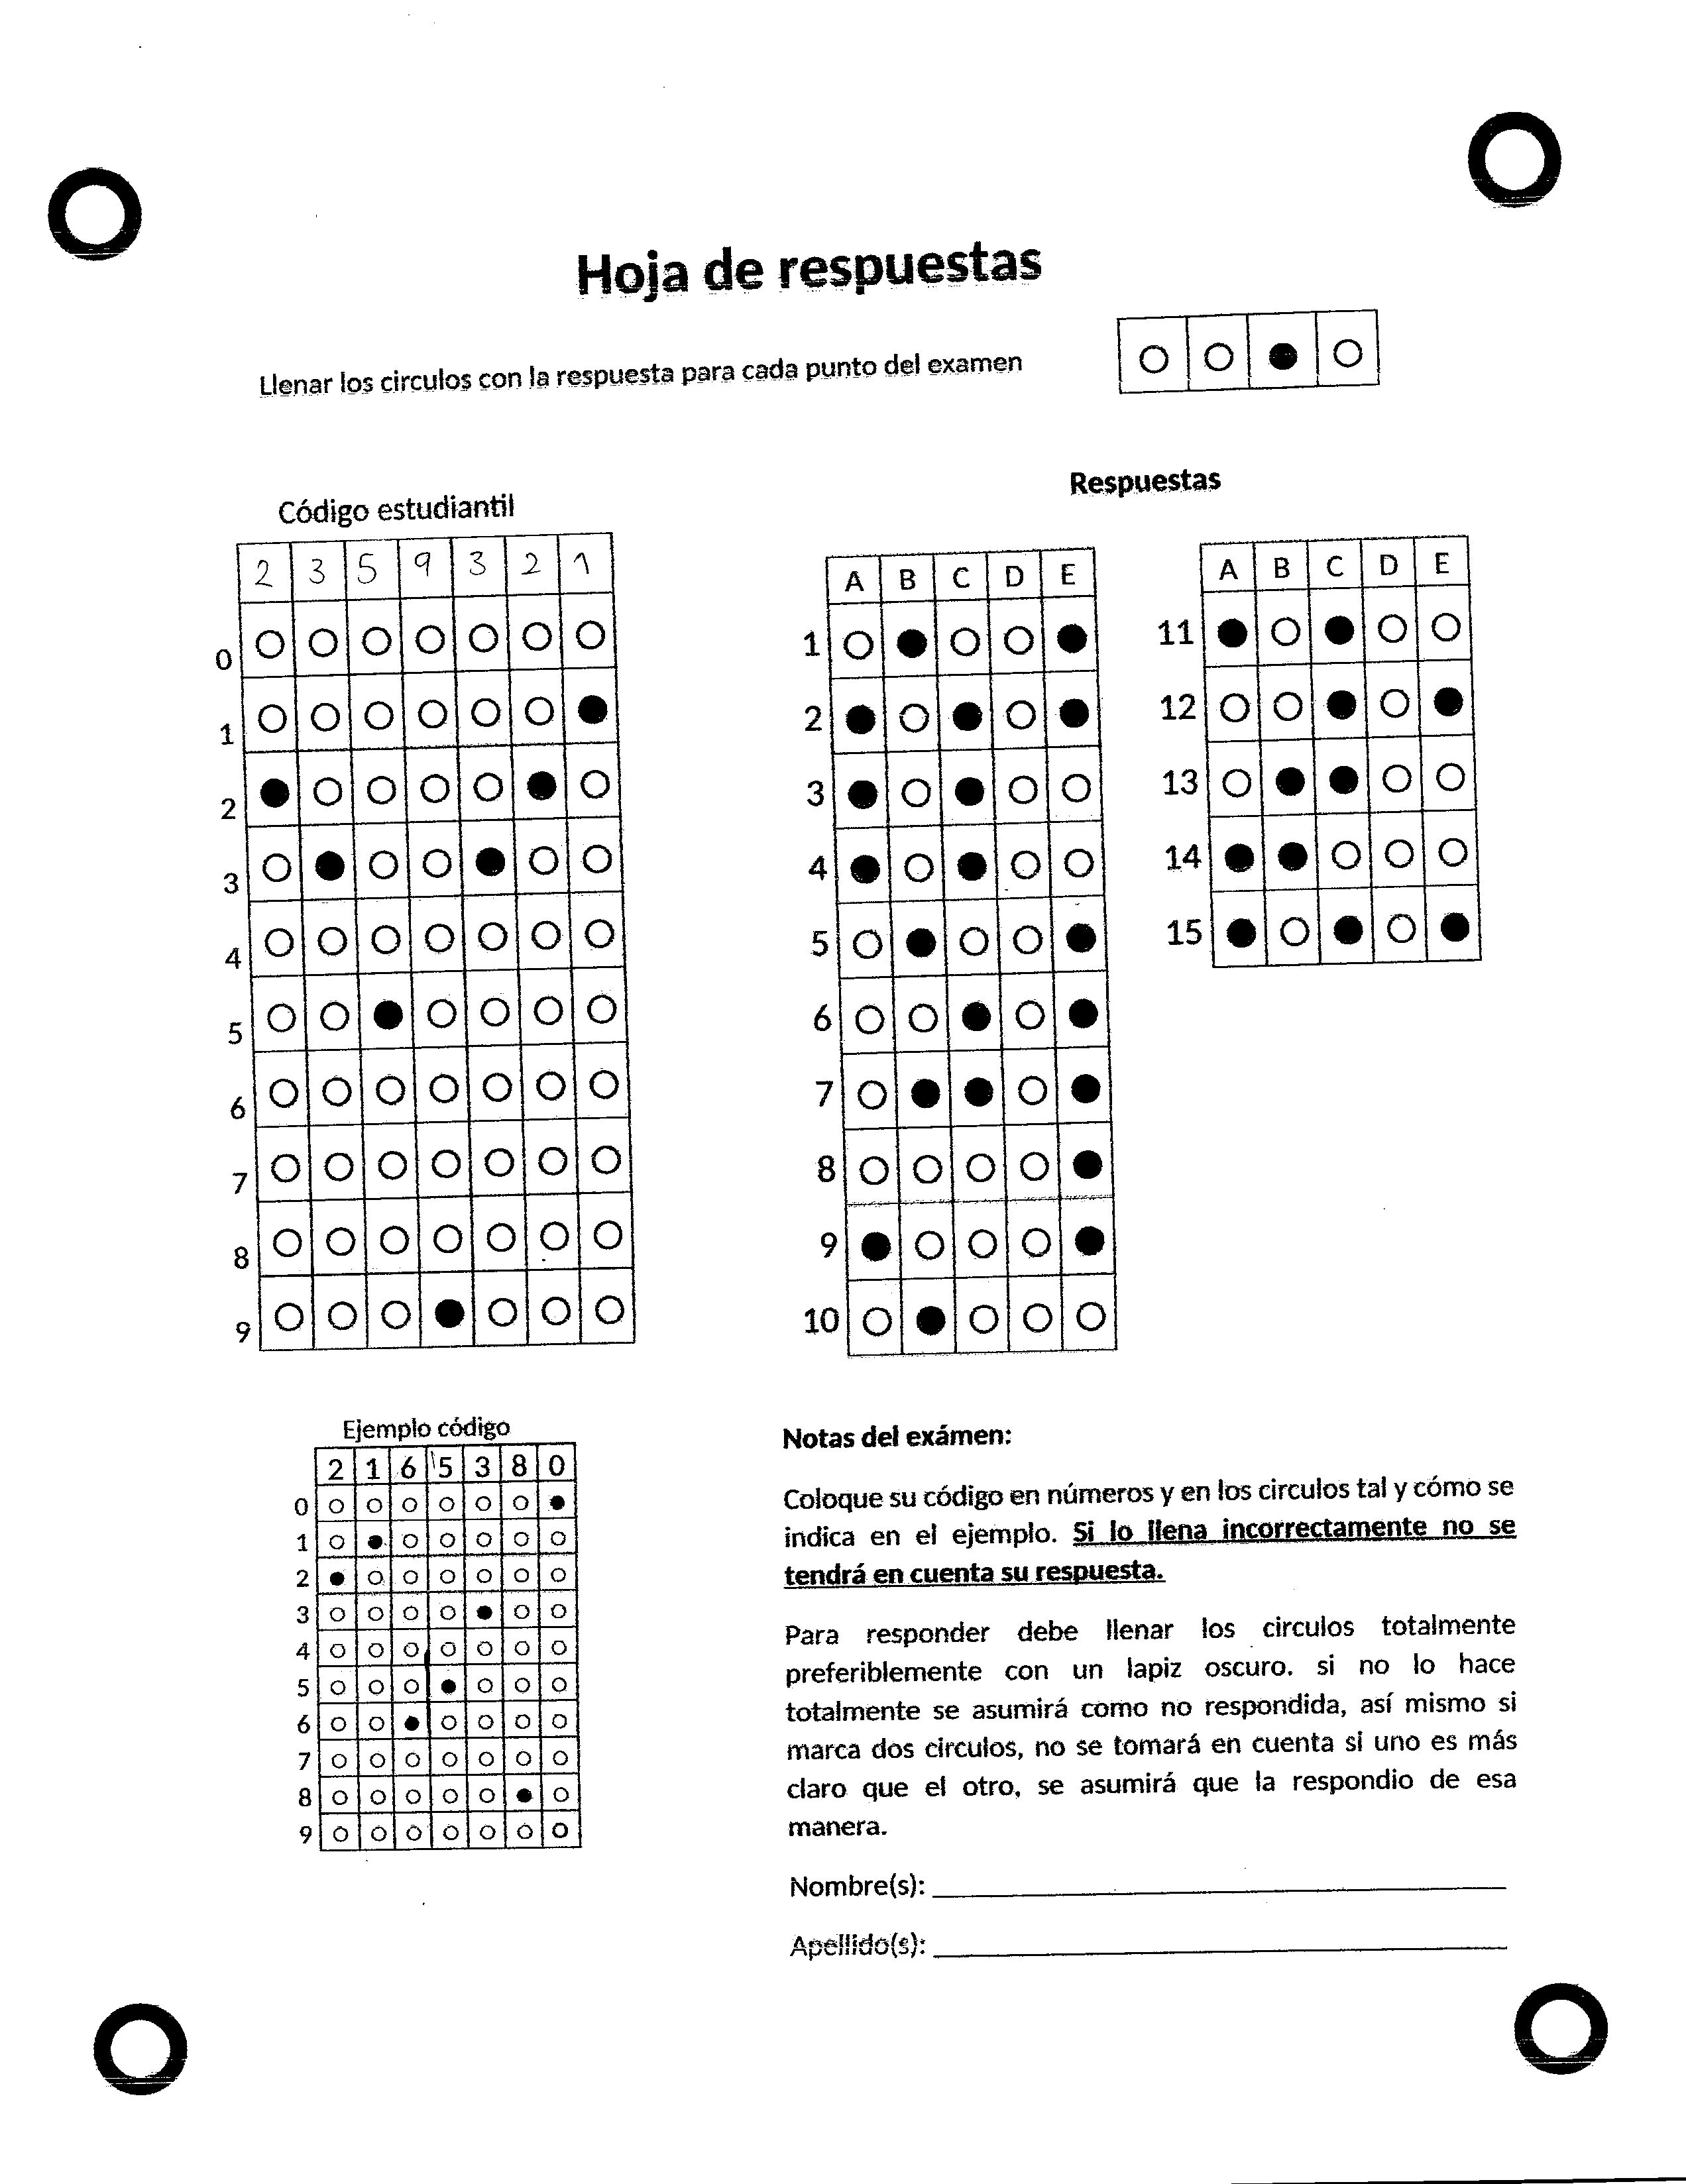 Hoja de respuestas
Llenar los circulos con la respuesta para cada punto del examen
Código estudiantil
2 3 5 9 3 2 1
0
1
2
3
4
5
6
7
8
9
Respuestas
A B C D E
1
2
3
4
5
6
7
8
9
10
A B C D E
11
12
13
14
15
Ejemplo código
2 1 6 5 3 8 0
0
1
2
3
4
5
6
7
8
9
Notas del exámen:
Coloque su código en números y en los circulos tal y cómo se
indica en el ejemplo. Si lo llena incorrectamente no se
tendrá en cuenta su respuesta.
Para responder debe llenar los circulos totalmente
preferiblemente con un lapiz oscuro. si no lo hace
totalmente se asumirá como no respondida, así mismo si
marca dos circulos, no se tomará en cuenta si uno es más
claro que el otro, se asumirá que la respondio de esa
manera.
Nombre(s):
Apellido(s):